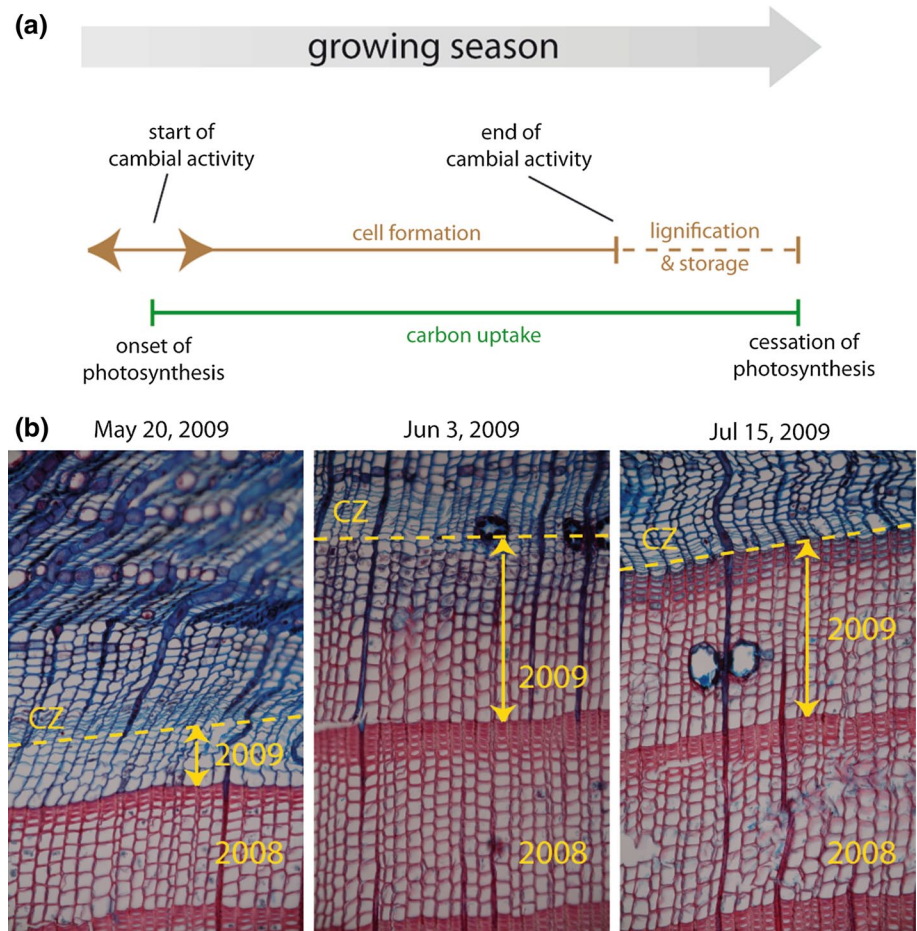 (a)
growing season
start of
cambial activity
end of
cambial activity
cell formation
lignification
& storage
carbon uptake
onset of
photosynthesis
cessation of
photosynthesis
(b)
May 20, 2009
Jun 3, 2009
Jul 15, 2009
CZ
2009
2008
CZ
2009
2008
CZ
2009
2008